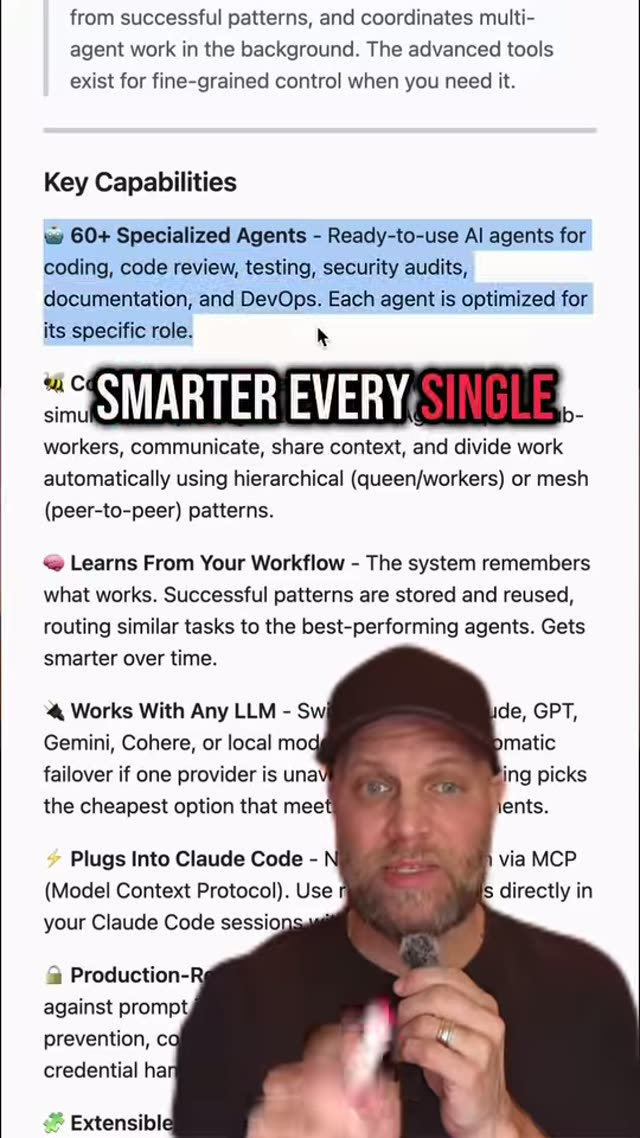 from successful patterns, and coordinates multi-
agent work in the background. The advanced tools
exist for fine-grained control when you need it.
Key Capabilities
🤖 60+ Specialized Agents - Ready-to-use AI agents for
coding, code review, testing, security audits,
documentation, and DevOps. Each agent is optimized for
its specific role.
🐝
SMARTER EVERY SINGLE
workers, communicate, share context, and divide work
automatically using hierarchical (queen/workers) or mesh
(peer-to-peer) patterns.
🧠 Learns From Your Workflow - The system remembers
what works. Successful patterns are stored and reused,
routing similar tasks to the best-performing agents. Gets
smarter over time.
🔌 Works With Any LLM - GPT,
Gemini, Cohere, or local
failover if one provider is picks
the cheapest option that
⚡ Plugs Into Claude Code - via MCP
(Model Context Protocol). Use directly in
your Claude Code sessions
🔒
against prompt
prevention,
credential
🧩 Extensible